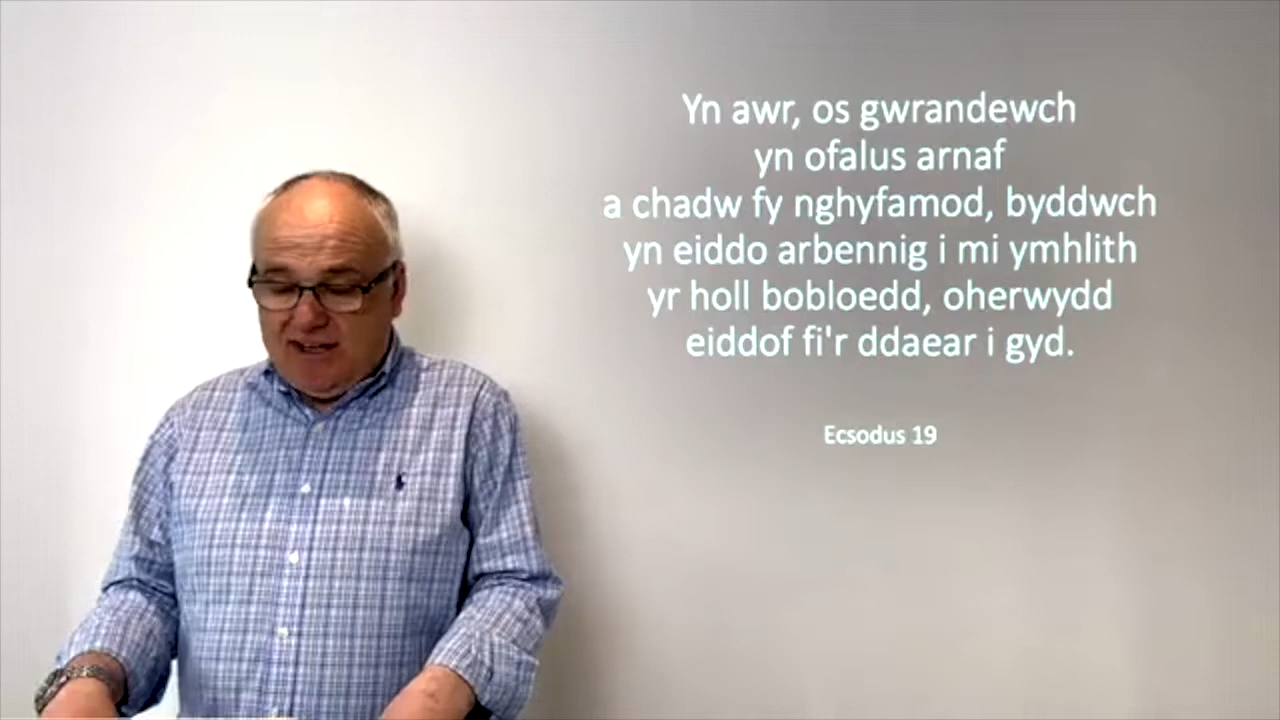 Yn awr, os gwrandewch
yn ofalus arnaf
a chadw fy nghyfamod, byddwch
yn eiddo arbennig i mi ymhlith
yr holl bobloedd, oherwydd
eiddof fi'r ddaear i gyd.
Ecsodus 19